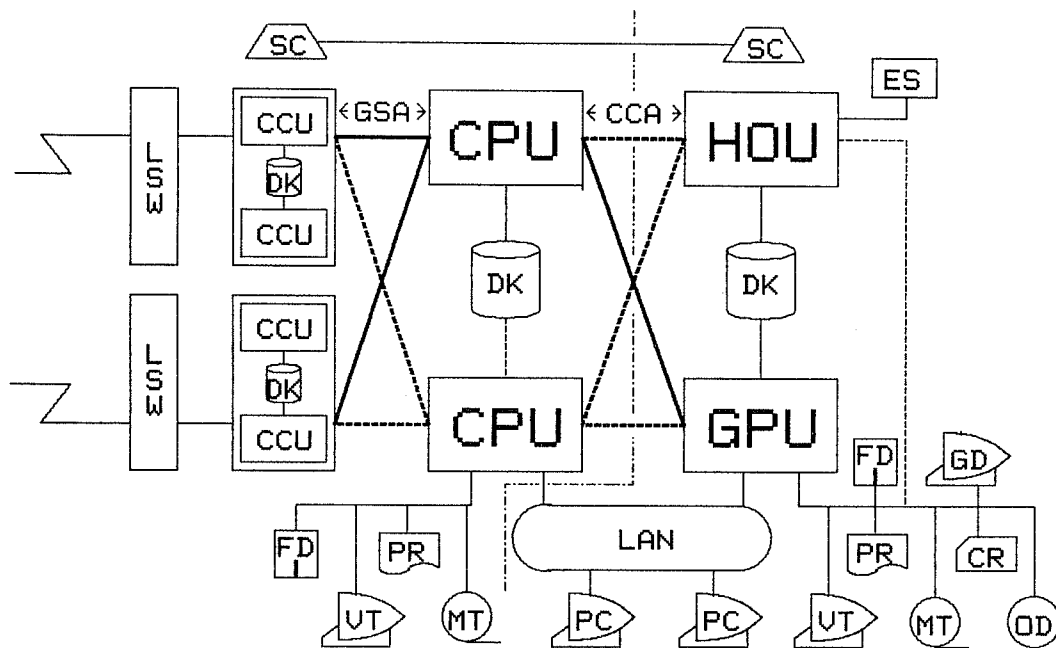 SC
SC
ES
LSW
CCU
DK
CCU
GSA
CPU
CCA
HOU
DK
DK
LSW
CCU
DK
CCU
CPU
GPU
FD
GD
FD
PR
LAN
PR
CR
VT
MT
PC
PC
VT
MT
OD